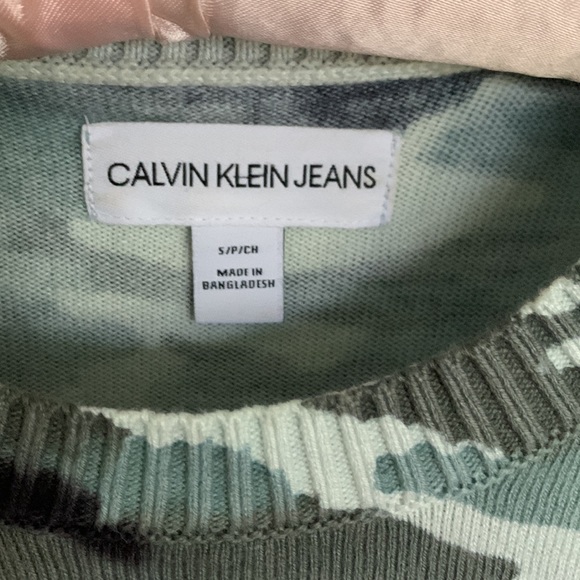 CALVIN KLEIN JEANS
S/P/CH
MADE IN
BANGLADESH